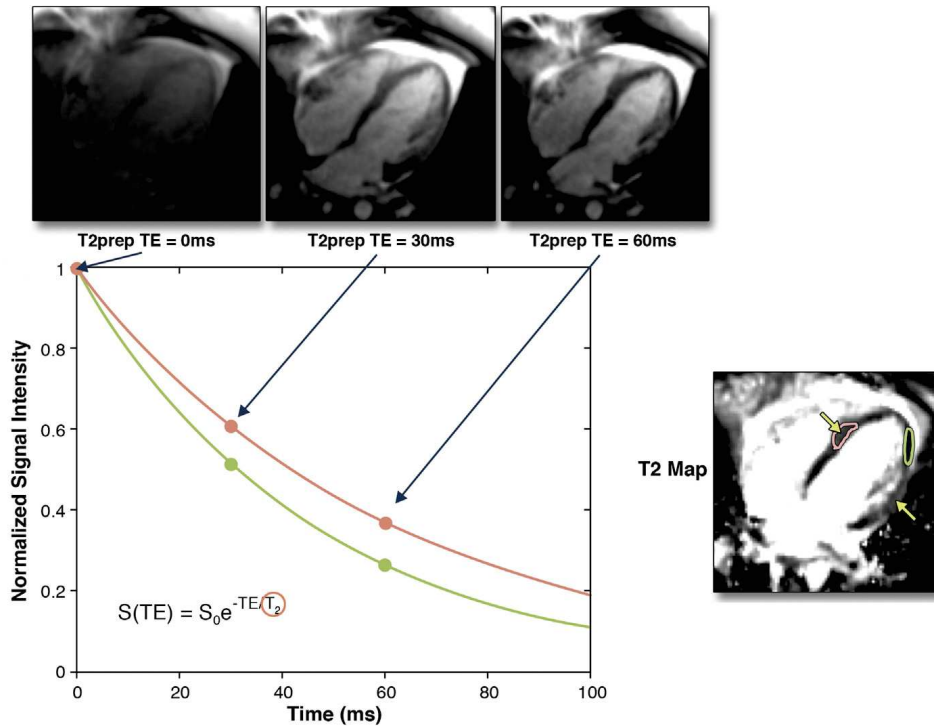 T2prep TE = 0ms
T2prep TE = 30ms
T2prep TE = 60ms
1
0.8
0.6
0.4
0.2
0
Normalized Signal Intensity
S(TE) = S₀e^-TE/T₂
0
20
40
60
80
100
Time (ms)
T2 Map